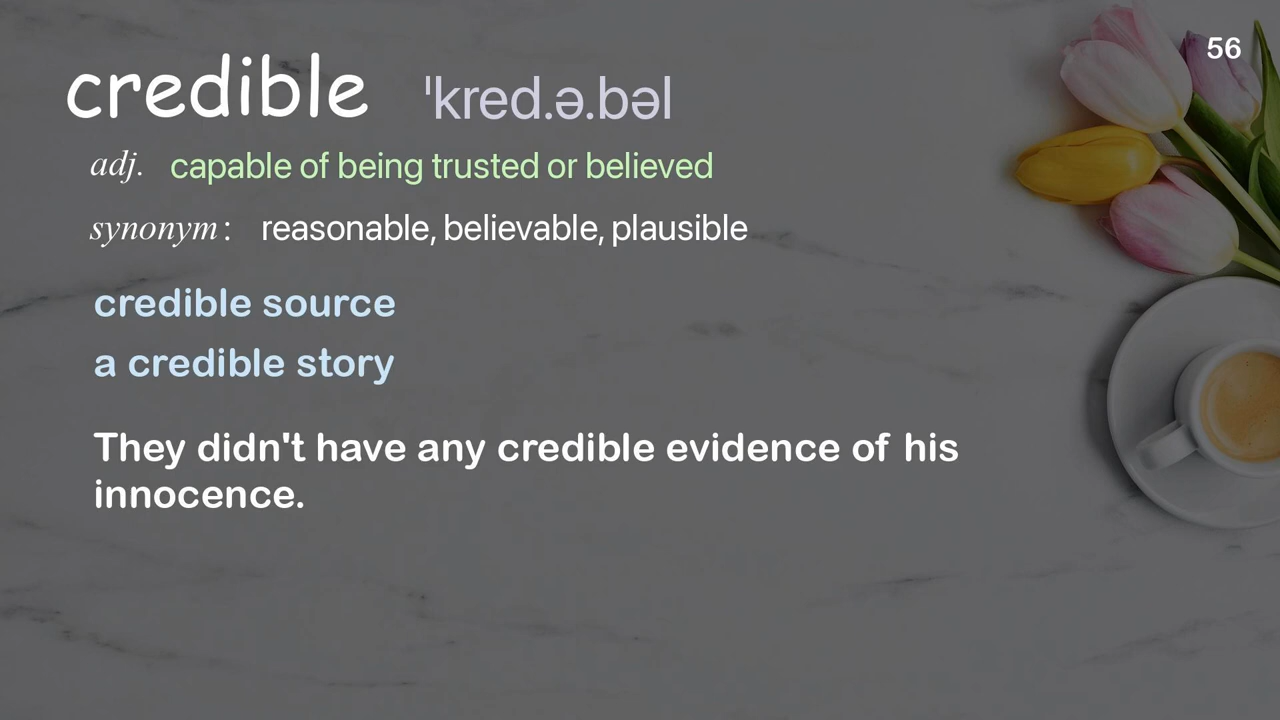 56
credible ˈkred.ə.bəl
adj. capable of being trusted or believed
synonym: reasonable, believable, plausible
credible source
a credible story
They didn't have any credible evidence of his
innocence.